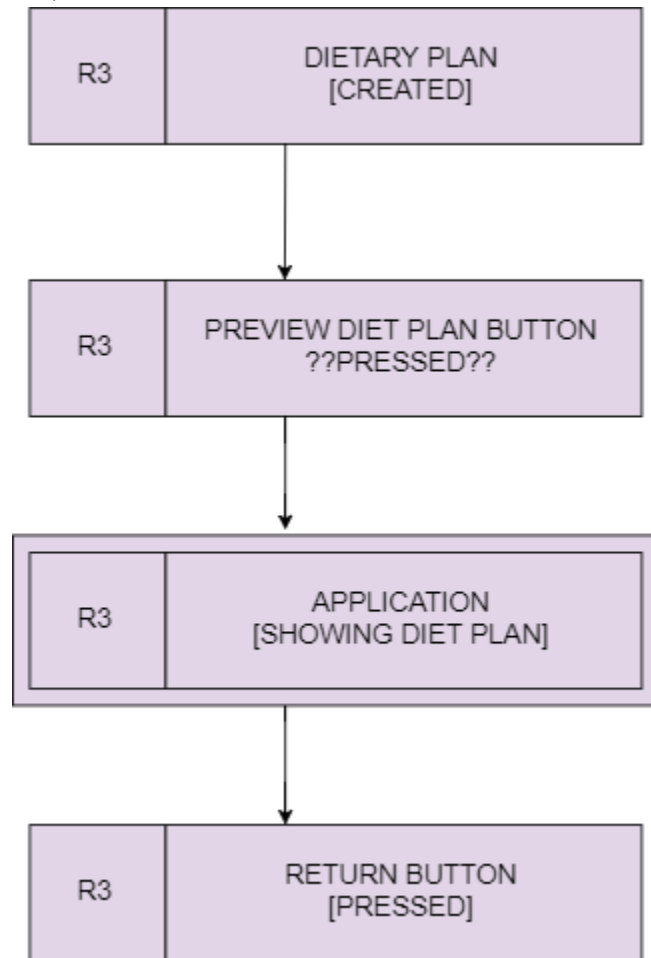 R3
DIETARY PLAN
[CREATED]
R3
PREVIEW DIET PLAN BUTTON
??PRESSED??
R3
APPLICATION
[SHOWING DIET PLAN]
R3
RETURN BUTTON
[PRESSED]